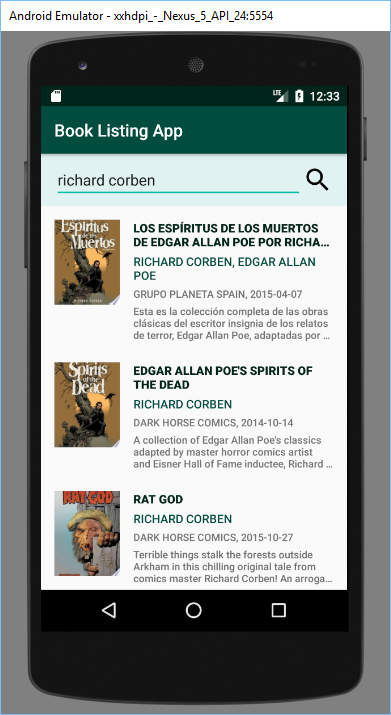 Android Emulator - xxhdpi_-_Nexus_5_API_24:5554
LTE 12:33
Book Listing App
richard corben
Espíritus
de los
Muertos
RICHARD CORBEN
LOS ESPÍRITUS DE LOS MUERTOS
DE EDGAR ALLAN POE POR RICHA...
RICHARD CORBEN, EDGAR ALLAN
POE
GRUPO PLANETA SPAIN, 2015-04-07
Esta es la colección completa de las obras
clásicas del escritor insignia de los relatos
de terror, Edgar Allan Poe, adaptadas por ...
Spirits
of the
Dead
EDGAR ALLAN POE'S SPIRITS OF
THE DEAD
RICHARD CORBEN
DARK HORSE COMICS, 2014-10-14
A collection of Edgar Allan Poe's classics
adapted by master horror comics artist
and Eisner Hall of Fame inductee, Richard ...
RAT GOD
RAT GOD
RICHARD CORBEN
DARK HORSE COMICS, 2015-10-27
Terrible things stalk the forests outside
Arkham in this chilling original tale from
comics master Richard Corben! An arroga...